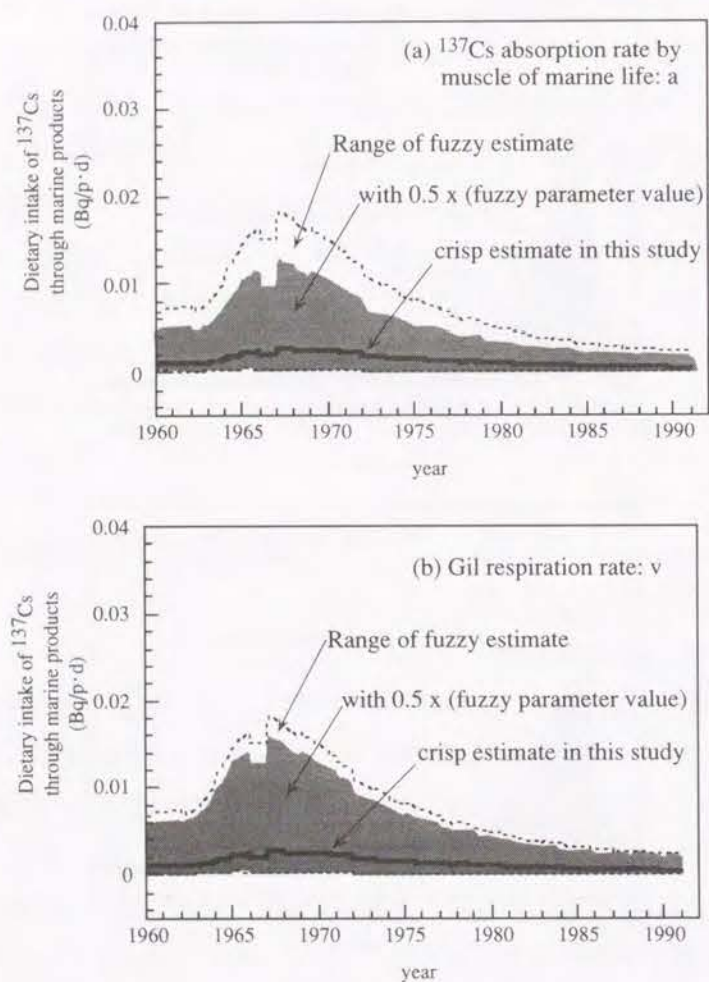 0.04
0.03
0.02
0.01
0
Dietary intake of ¹³⁷Cs
through marine products
(Bq/p·d)
(a) ¹³⁷Cs absorption rate by
muscle of marine life: a
Range of fuzzy estimate
with 0.5 x (fuzzy parameter value)
crisp estimate in this study
1960 1965 1970 1975 1980 1985 1990
year
0.04
0.03
0.02
0.01
0
Dietary intake of ¹³⁷Cs
through marine products
(Bq/p·d)
(b) Gil respiration rate: v
Range of fuzzy estimate
with 0.5 x (fuzzy parameter value)
crisp estimate in this study
1960 1965 1970 1975 1980 1985 1990
year